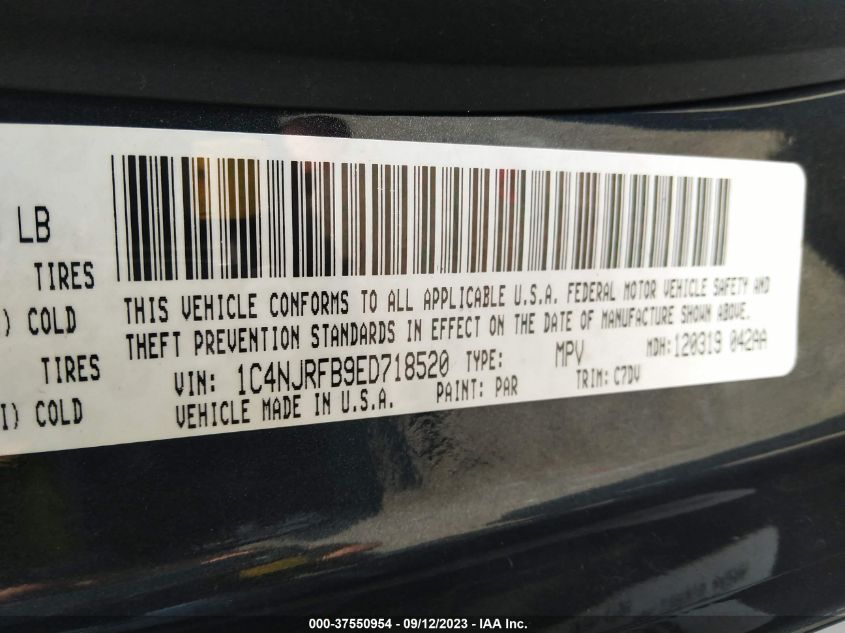 LB
TIRES
) COLD
TIRES
I) COLD
THIS VEHICLE CONFORMS TO ALL APPLICABLE U.S.A. FEDERAL MOTOR VEHICLE SAFETY AND
THEFT PREVENTION STANDARDS IN EFFECT ON THE DATE OF MANUFACTURE SHOWN ABOVE.
VIN: 1C4NJRFB9ED718520 TYPE: MPV MDH: 120319 042AA
VEHICLE MADE IN U.S.A. PAINT: PAR TRIM: C7DV
000-37550954 - 09/12/2023 - IAA Inc.